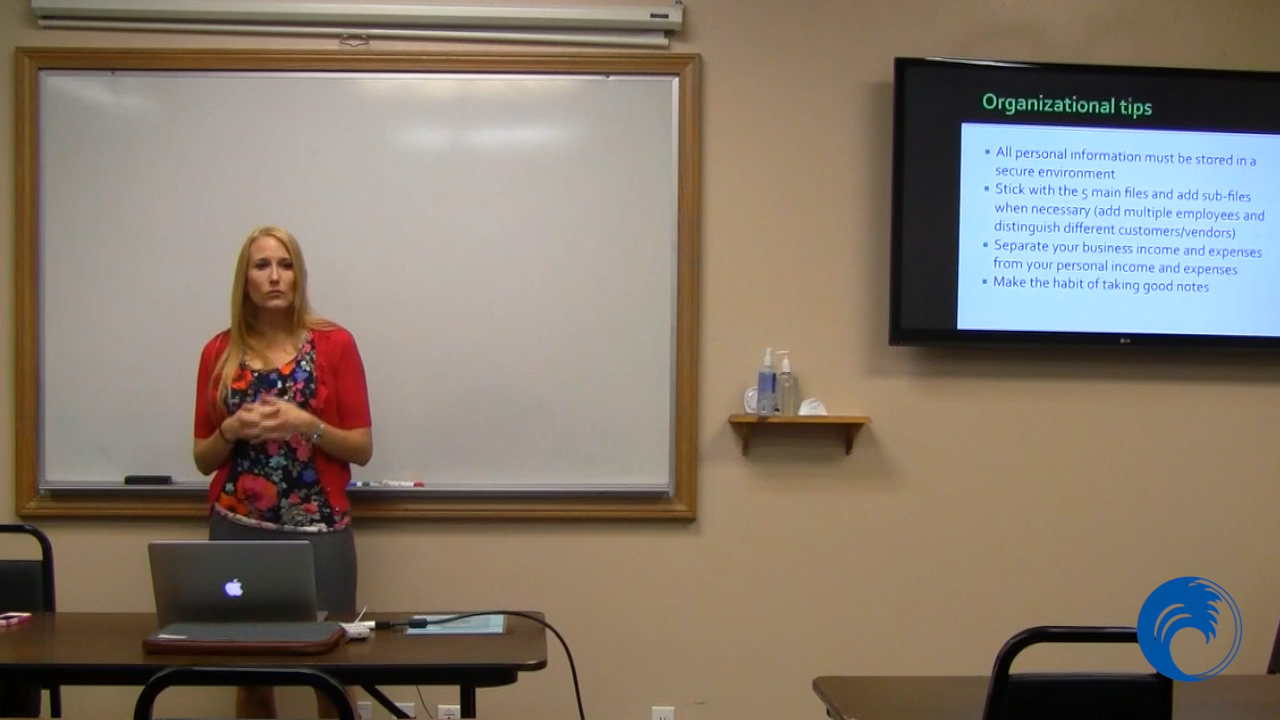 Organizational tips
▪ All personal information must be stored in a
secure environment
▪ Stick with the 5 main files and add sub-files
when necessary (add multiple employees and
distinguish different customers/vendors)
▪ Separate your business income and expenses
from your personal income and expenses
▪ Make the habit of taking good notes
LG